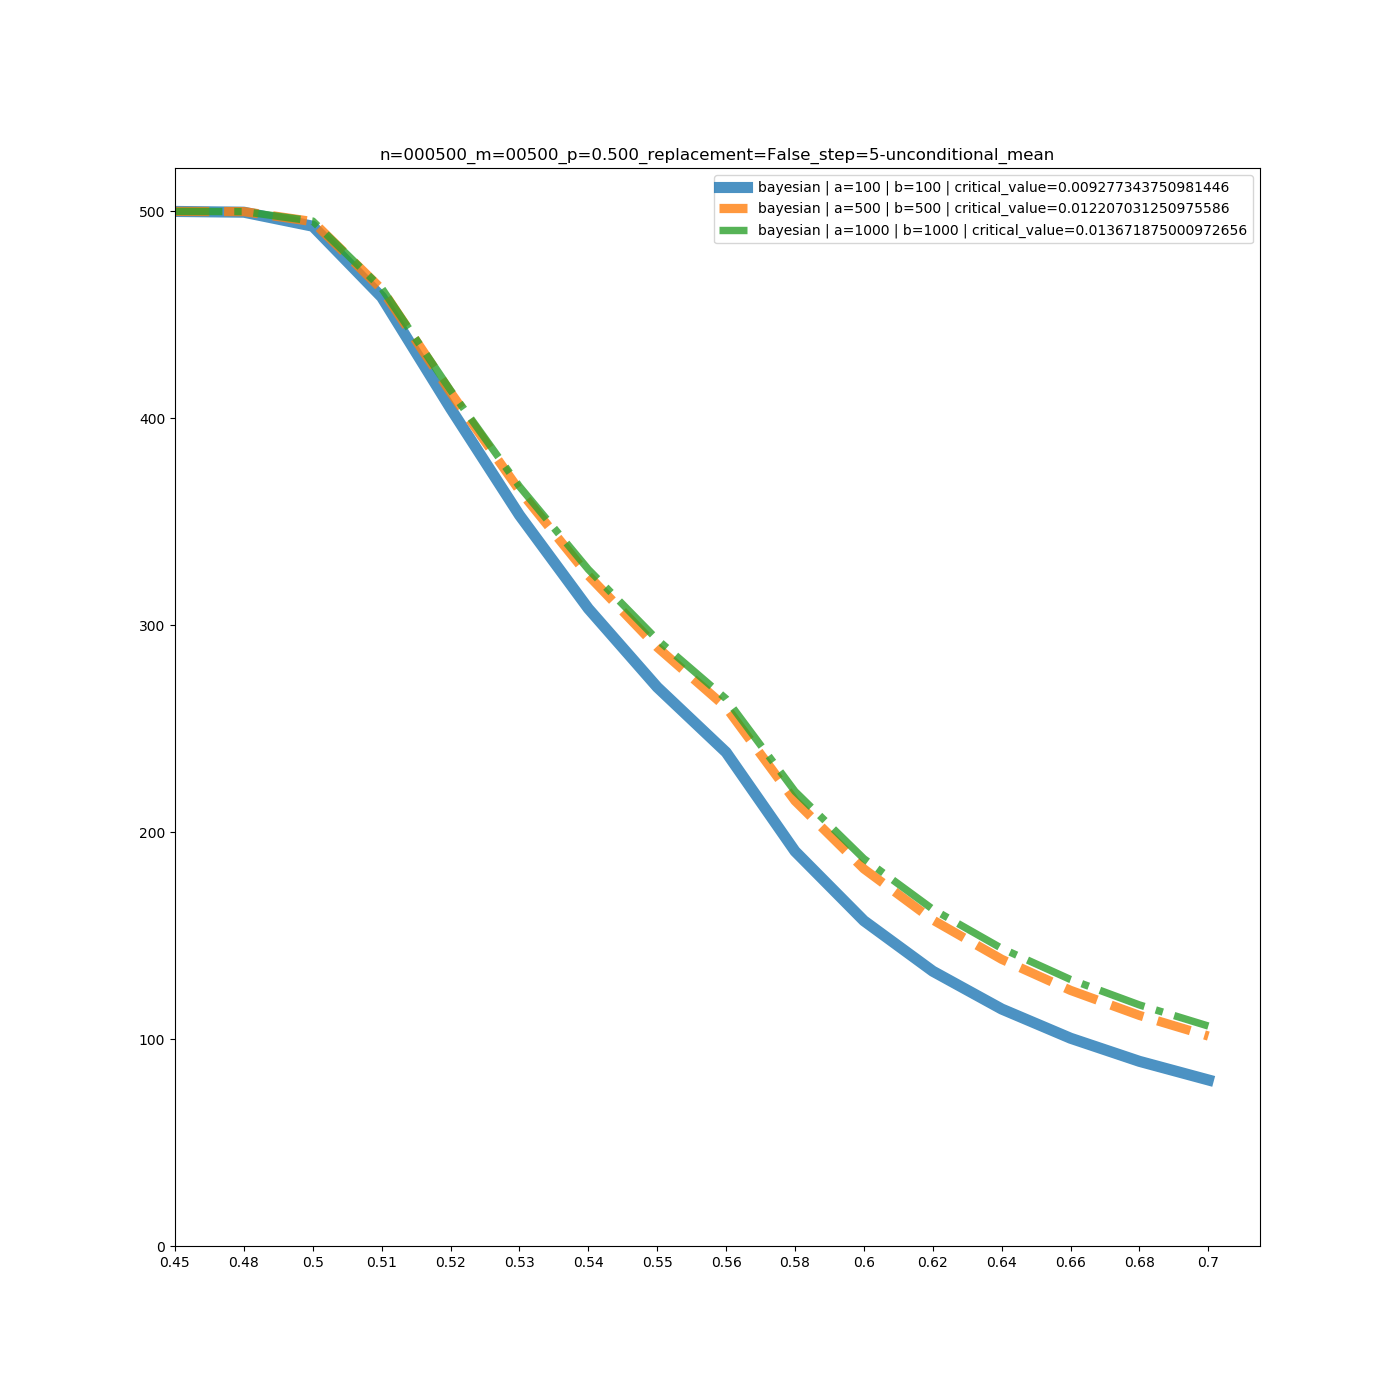 n=000500_m=00500_p=0.500_replacement=False_step=5-unconditional_mean
bayesian | a=100 | b=100 | critical_value=0.009277343750981446
bayesian | a=500 | b=500 | critical_value=0.012207031250975586
bayesian | a=1000 | b=1000 | critical_value=0.013671875000972656
500
400
300
200
100
0
0.45 0.48 0.5 0.51 0.52 0.53 0.54 0.55 0.56 0.58 0.6 0.62 0.64 0.66 0.68 0.7